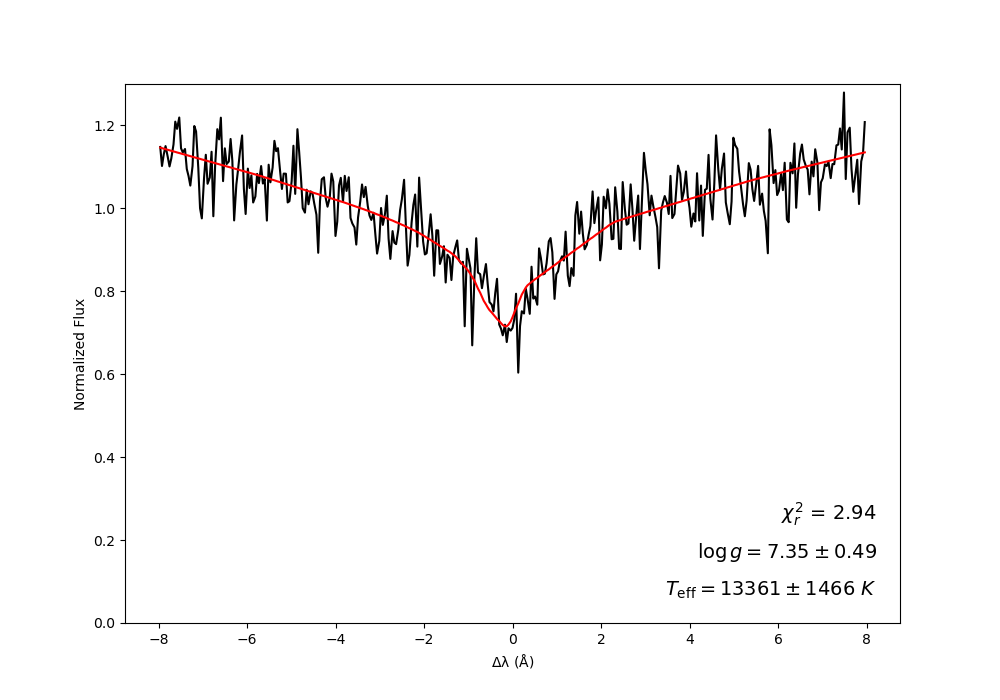 Normalized Flux
1.2
1.0
0.8
0.6
0.4
0.2
0.0
χ²ᵣ = 2.94
log g = 7.35 ± 0.49
T_eff = 13361 ± 1466 K
−8 −6 −4 −2 0 2 4 6 8
Δλ (Å)